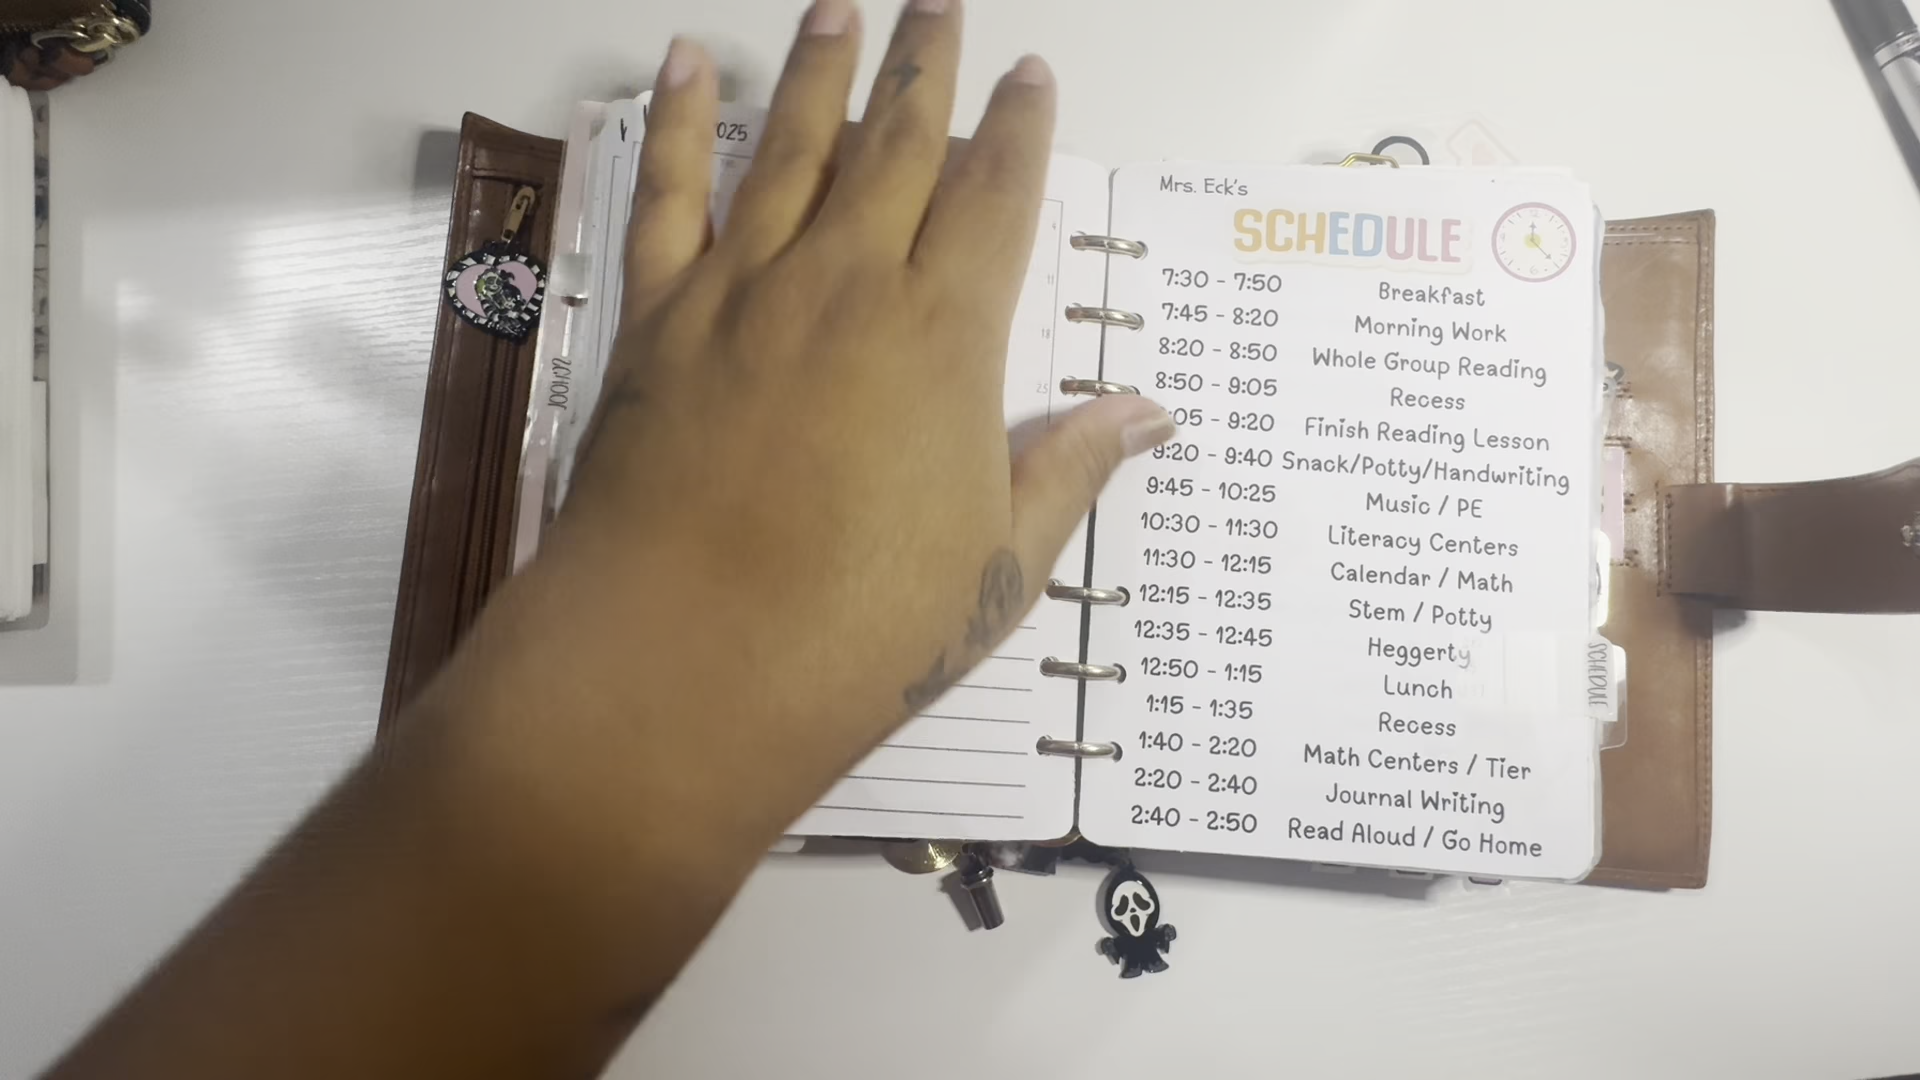 2025
SCHOOL
4
11
18
25
Mrs. Eck's
SCHEDULE
7:30 - 7:50 Breakfast
7:45 - 8:20 Morning Work
8:20 - 8:50 Whole Group Reading
8:50 - 9:05 Recess
:05 - 9:20 Finish Reading Lesson
9:20 - 9:40 Snack/Potty/Handwriting
9:45 - 10:25 Music / PE
10:30 - 11:30 Literacy Centers
11:30 - 12:15 Calendar / Math
12:15 - 12:35 Stem / Potty
12:35 - 12:45 Heggerty
12:50 - 1:15 Lunch
1:15 - 1:35 Recess
1:40 - 2:20 Math Centers / Tier
2:20 - 2:40 Journal Writing
2:40 - 2:50 Read Aloud / Go Home
SCHEDULE